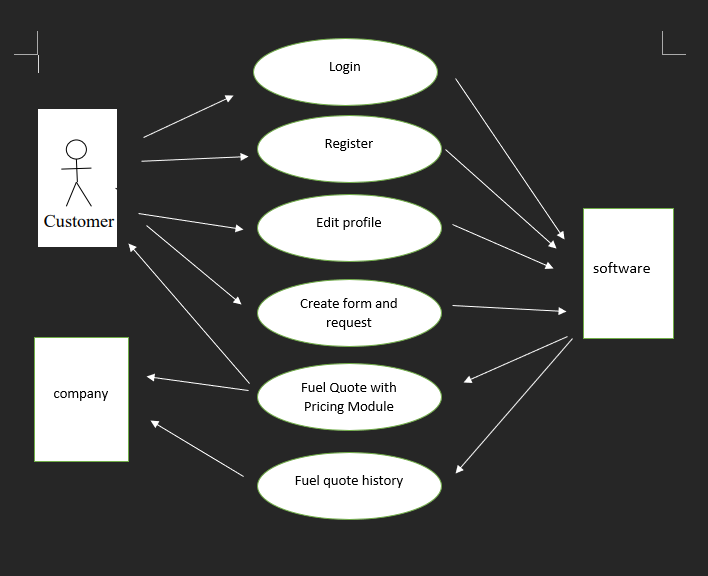 Login
Register
Customer
Edit profile
software
Create form and
request
company
Fuel Quote with
Pricing Module
Fuel quote history